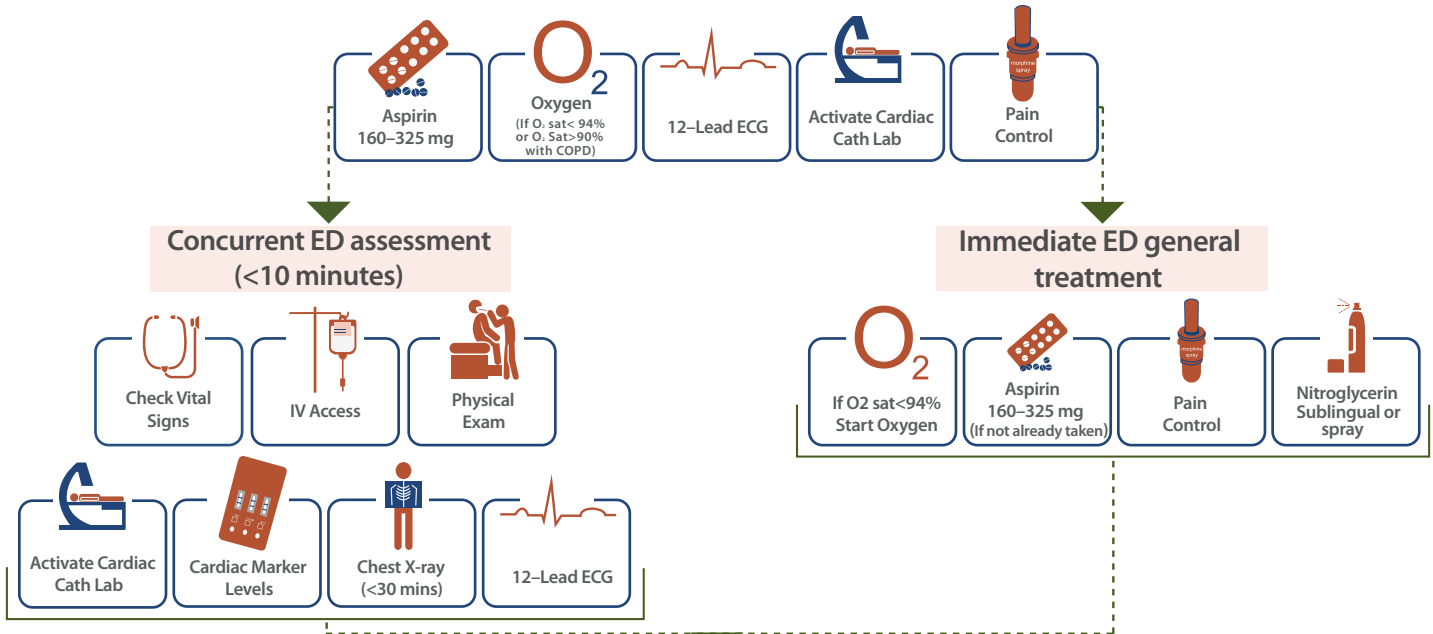 Aspirin
160–325 mg
O2
Oxygen
(If O₂ sat< 94%
or O₂ Sat>90%
with COPD)
12–Lead ECG
Activate Cardiac
Cath Lab
morphine
spray
Pain
Control
Concurrent ED assessment
(<10 minutes)
Check Vital
Signs
IV Access
Physical
Exam
Activate Cardiac
Cath Lab
Cardiac Marker
Levels
Chest X-ray
(<30 mins)
12–Lead ECG
Immediate ED general
treatment
O2
If O2 sat<94%
Start Oxygen
Aspirin
160–325 mg
(If not already taken)
morphine
spray
Pain
Control
Nitroglycerin
Sublingual or
spray